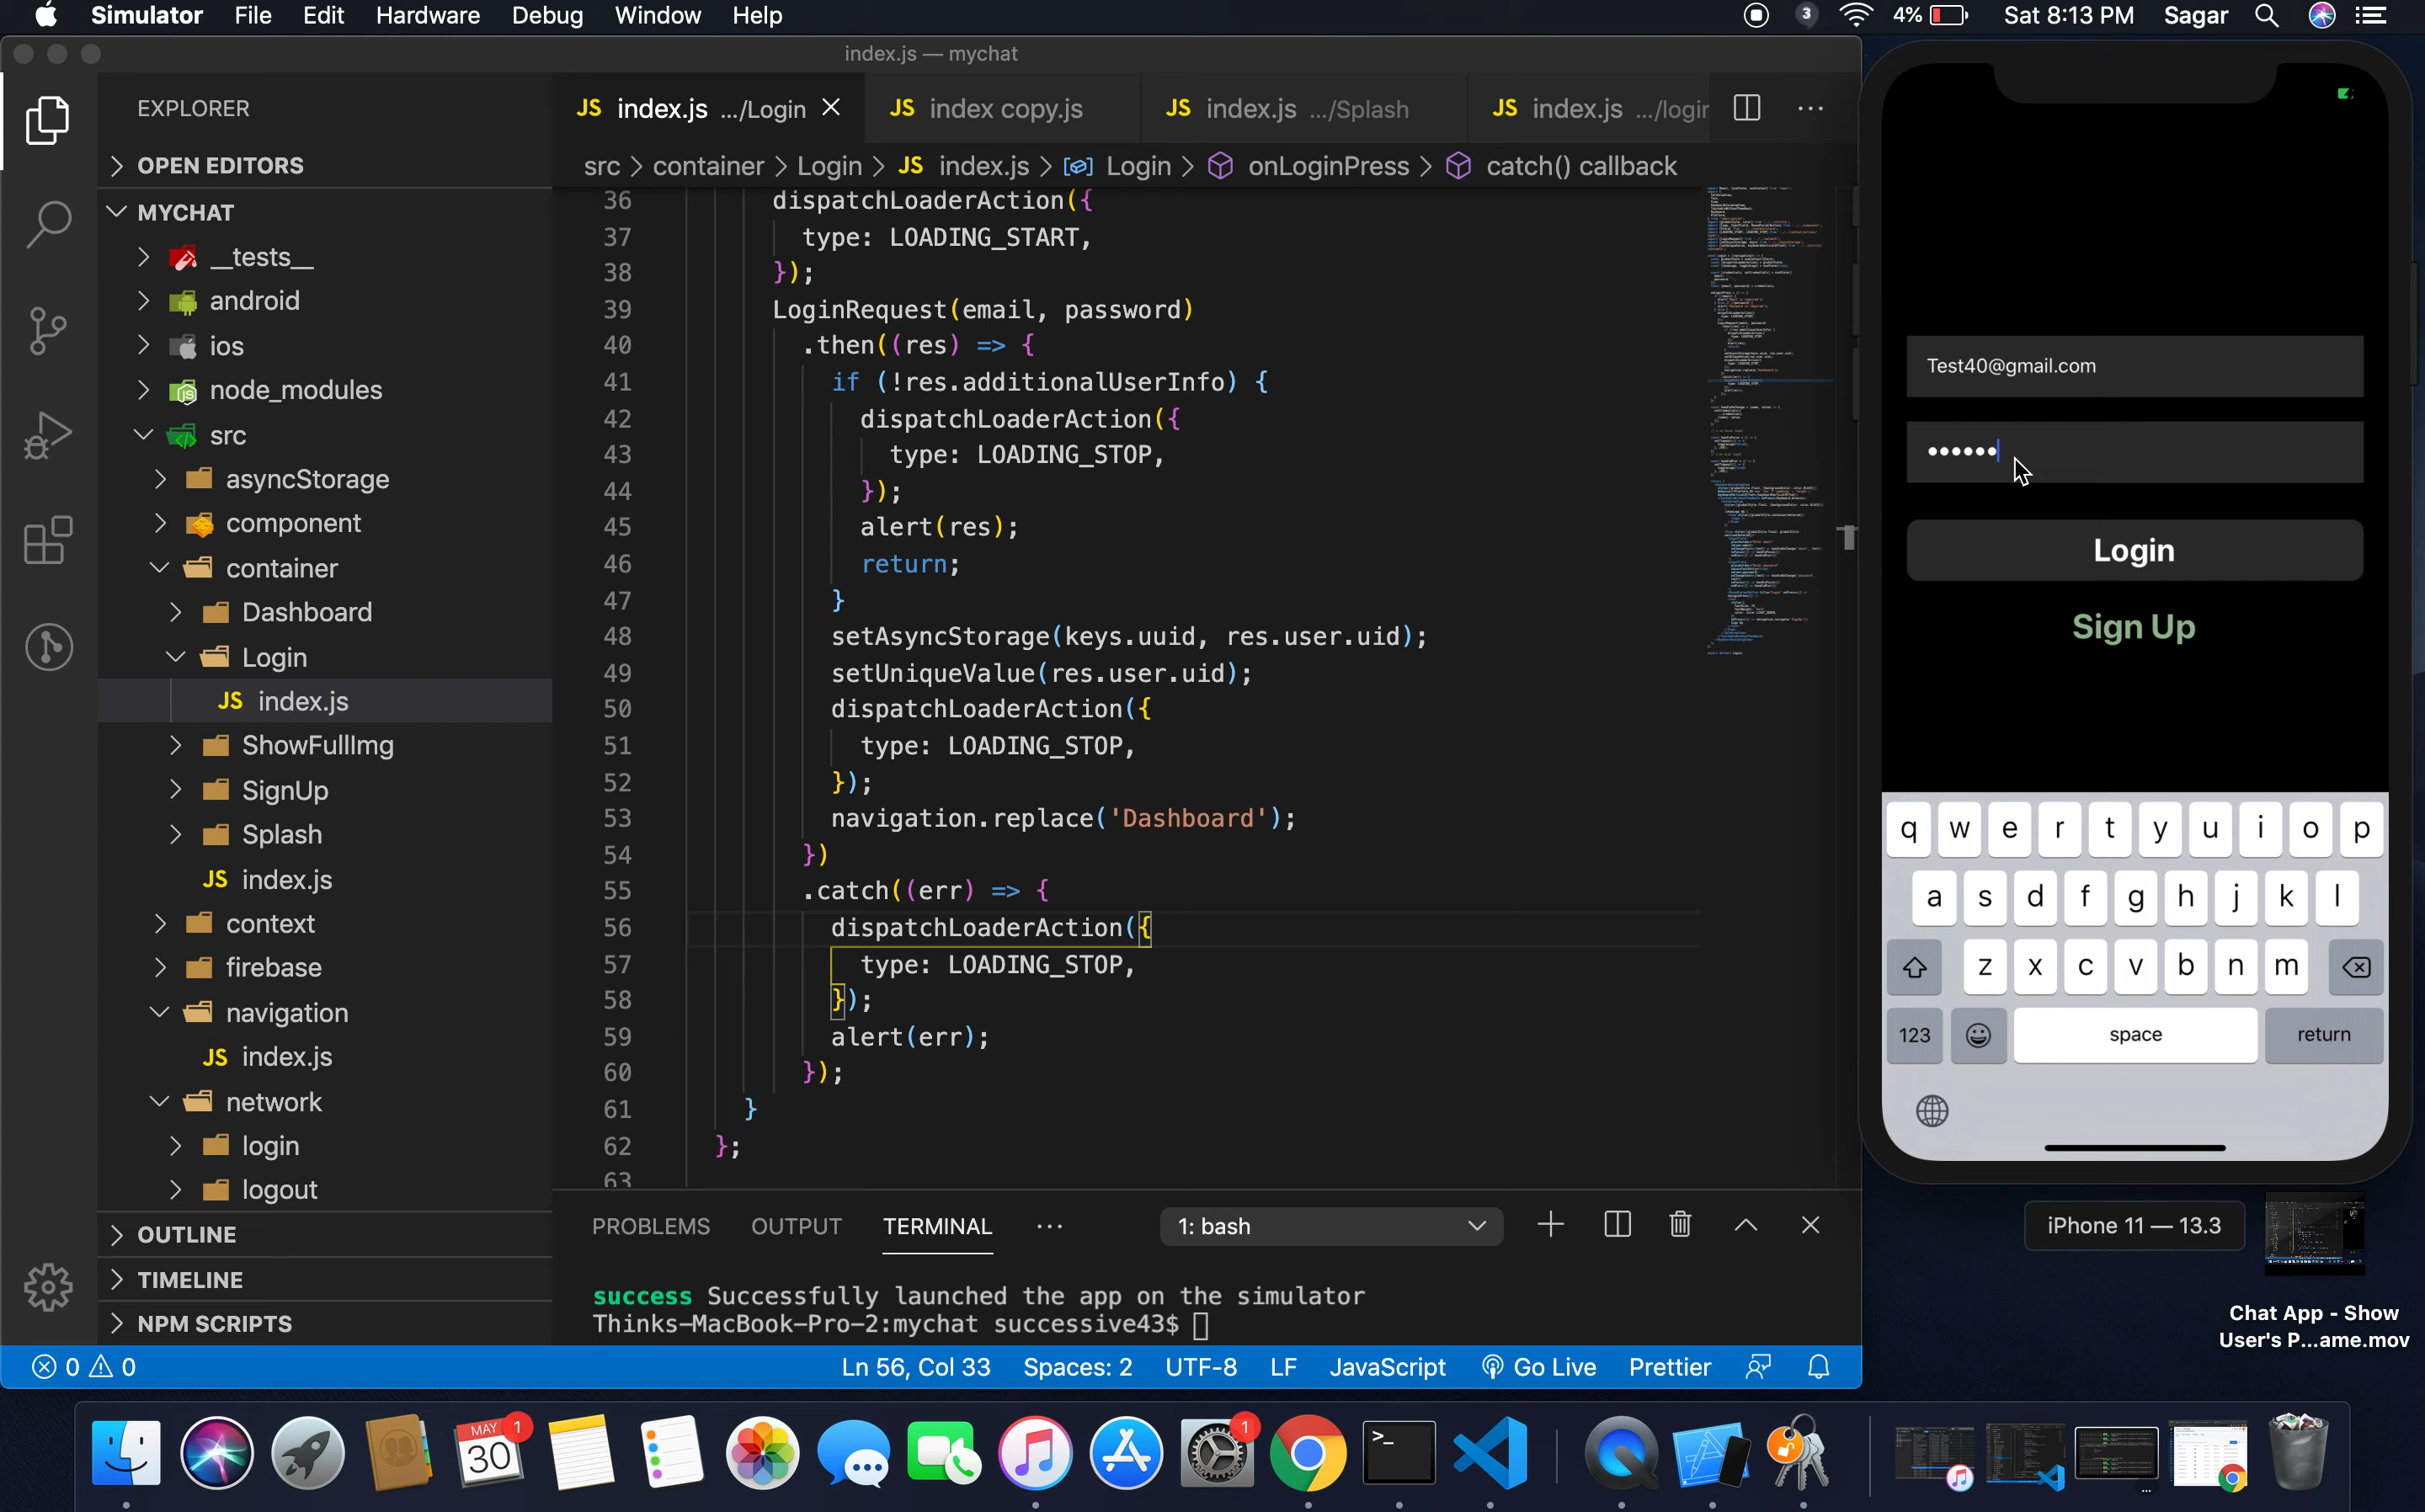 Simulator File Edit Hardware Debug Window Help
3 4% Sat 8:13 PM Sagar
index.js — mychat
EXPLORER
OPEN EDITORS
MYCHAT
__tests__
android
ios
node_modules
src
asyncStorage
component
container
Dashboard
Login
JS index.js
ShowFullImg
SignUp
Splash
JS index.js
context
firebase
navigation
JS index.js
network
login
logout
OUTLINE
TIMELINE
NPM SCRIPTS
JS index.js .../Login
JS index copy.js
JS index.js .../Splash
JS index.js .../login
src > container > Login > JS index.js > Login > onLoginPress > catch() callback
36 dispatchLoaderAction({
37 type: LOADING_START,
38 });
39 LoginRequest(email, password)
40 .then((res) => {
41 if (!res.additionalUserInfo) {
42 dispatchLoaderAction({
43 type: LOADING_STOP,
44 });
45 alert(res);
46 return;
47 }
48 setAsyncStorage(keys.uuid, res.user.uid);
49 setUniqueValue(res.user.uid);
50 dispatchLoaderAction({
51 type: LOADING_STOP,
52 });
53 navigation.replace('Dashboard');
54 })
55 .catch((err) => {
56 dispatchLoaderAction({
57 type: LOADING_STOP,
58 });
59 alert(err);
60 });
61 }
62 };
63
PROBLEMS OUTPUT TERMINAL ··· 1: bash
success Successfully launched the app on the simulator
Thinks-MacBook-Pro-2:mychat successive43$
0 0 Ln 56, Col 33 Spaces: 2 UTF-8 LF JavaScript Go Live Prettier
Test40@gmail.com
••••••
Login
Sign Up
q w e r t y u i o p
a s d f g h j k l
z x c v b n m
123 space return
iPhone 11 — 13.3
Chat App - Show
User's P...ame.mov
MAY
30
1
1